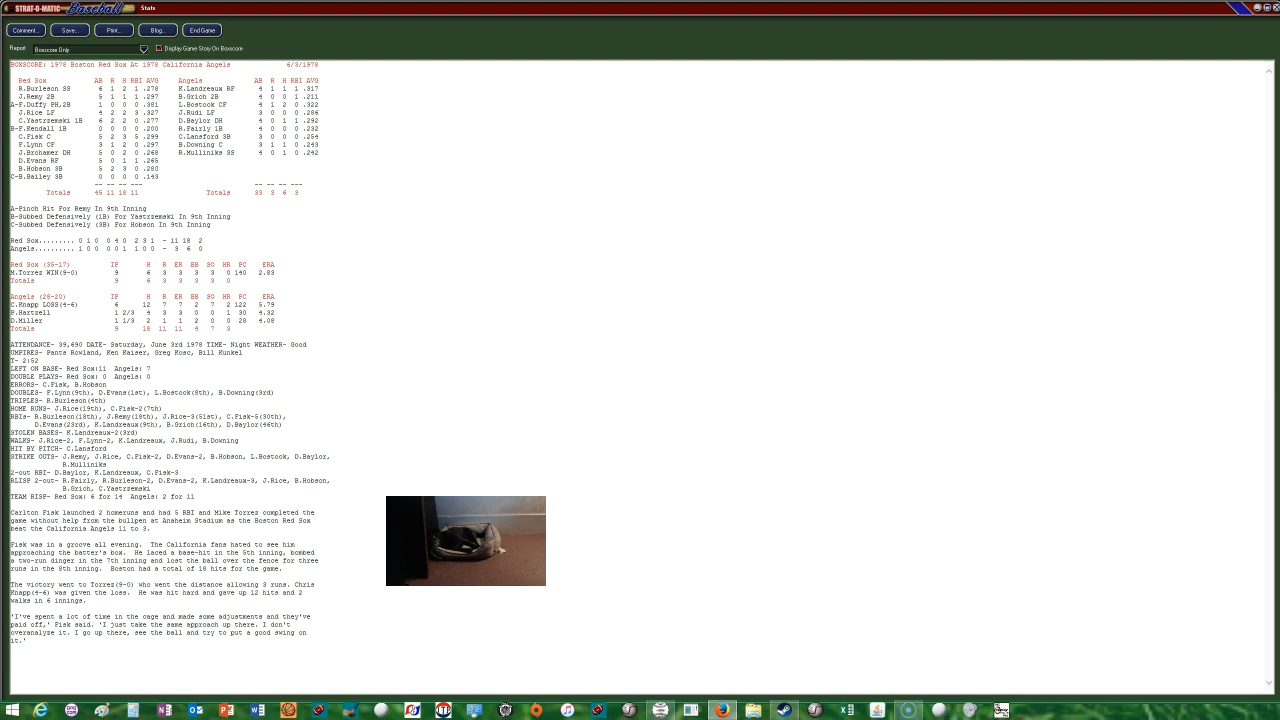 STRAT-O-MATIC Baseball Stats
Comment... Save... Print... Blog... End Game
Report Boxscore Only Display Game Story On Boxscore
BOXSCORE: 1978 Boston Red Sox At 1978 California Angels 6/3/1978
Red Sox AB R H RBI AVG Angels AB R H RBI AVG
R.Burleson SS 6 1 2 1 .278 K.Landreaux RF 4 1 1 1 .317
J.Remy 2B 5 1 1 1 .297 B.Grich 2B 4 0 0 1 .211
A-F.Duffy PH,2B 1 0 0 0 .381 L.Bostock CF 4 1 2 0 .322
J.Rice LF 4 2 2 3 .327 J.Rudi LF 3 0 0 0 .286
C.Yastrzemski 1B 6 2 2 0 .277 D.Baylor DH 4 0 1 1 .292
B-F.Kendall 1B 0 0 0 0 .200 R.Fairly 1B 4 0 0 0 .232
C.Fisk C 5 2 3 5 .299 C.Lansford 3B 3 0 0 0 .254
F.Lynn CF 3 1 2 0 .297 B.Downing C 3 1 1 0 .243
J.Brohamer DH 5 0 2 0 .268 R.Mulliniks SS 4 0 1 0 .242
D.Evans RF 5 0 1 1 .265
B.Hobson 3B 5 2 3 0 .280
C-B.Bailey 3B 0 0 0 0 .143
-- -- -- --- -- -- -- ---
Totals 45 11 18 11 Totals 33 3 6 3
A-Pinch Hit For Remy In 9th Inning
B-Subbed Defensively (1B) For Yastrzemski In 9th Inning
C-Subbed Defensively (3B) For Hobson In 9th Inning
Red Sox......... 0 1 0 0 4 0 2 3 1 - 11 18 2
Angels.......... 1 0 0 0 0 1 1 0 0 - 3 6 0
Red Sox (35-17) IP H R ER BB SO HR PC ERA
M.Torrez WIN(9-0) 9 6 3 3 3 3 0 140 2.83
Totals 9 6 3 3 3 3 0
Angels (28-20) IP H R ER BB SO HR PC ERA
C.Knapp LOSS(4-6) 6 12 7 7 2 7 2 122 5.79
P.Hartzell 1 2/3 4 3 3 0 0 1 30 4.32
D.Miller 1 1/3 2 1 1 2 0 0 28 4.08
Totals 9 18 11 11 4 7 3
ATTENDANCE- 39,690 DATE- Saturday, June 3rd 1978 TIME- Night WEATHER- Good
UMPIRES- Pants Rowland, Ken Kaiser, Greg Koso, Bill Kunkel
T- 2:52
LEFT ON BASE- Red Sox:11 Angels: 7
DOUBLE PLAYS- Red Sox: 0 Angels: 0
ERRORS- C.Fisk, B.Hobson
DOUBLES- F.Lynn(9th), D.Evans(1st), L.Bostock(8th), B.Downing(3rd)
TRIPLES- R.Burleson(4th)
HOME RUNS- J.Rice(19th), C.Fisk-2(7th)
RBIs- R.Burleson(18th), J.Remy(18th), J.Rice-3(51st), C.Fisk-5(30th),
D.Evans(23rd), K.Landreaux(9th), B.Grich(16th), D.Baylor(46th)
STOLEN BASES- K.Landreaux-2(3rd)
WALKS- J.Rice-2, F.Lynn-2, K.Landreaux, J.Rudi, B.Downing
HIT BY PITCH- C.Lansford
STRIKE OUTS- J.Remy, J.Rice, C.Fisk-2, D.Evans-2, B.Hobson, L.Bostock, D.Baylor,
R.Mulliniks
2-out RBI- D.Baylor, K.Landreaux, C.Fisk-3
RLISP 2-out- R.Fairly, R.Burleson-2, D.Evans-2, K.Landreaux-3, J.Rice, B.Hobson,
B.Grich, C.Yastrzemski
TEAM RISP- Red Sox: 6 for 14 Angels: 2 for 11
Carlton Fisk launched 2 homeruns and had 5 RBI and Mike Torrez completed the
game without help from the bullpen at Anaheim Stadium as the Boston Red Sox
beat the California Angels 11 to 3.
Fisk was in a groove all evening. The California fans hated to see him
approaching the batter's box. He laced a base-hit in the 5th inning, bombed
a two-run dinger in the 7th inning and lost the ball over the fence for three
runs in the 8th inning. Boston had a total of 18 hits for the game.
The victory went to Torrez(9-0) who went the distance allowing 3 runs. Chris
Knapp(4-6) was given the loss. He was hit hard and gave up 12 hits and 2
walks in 6 innings.
'I've spent a lot of time in the cage and made some adjustments and they've
paid off,' Fisk said. 'I just take the same approach up there. I don't
overanalyze it. I go up there, see the ball and try to put a good swing on
it.'